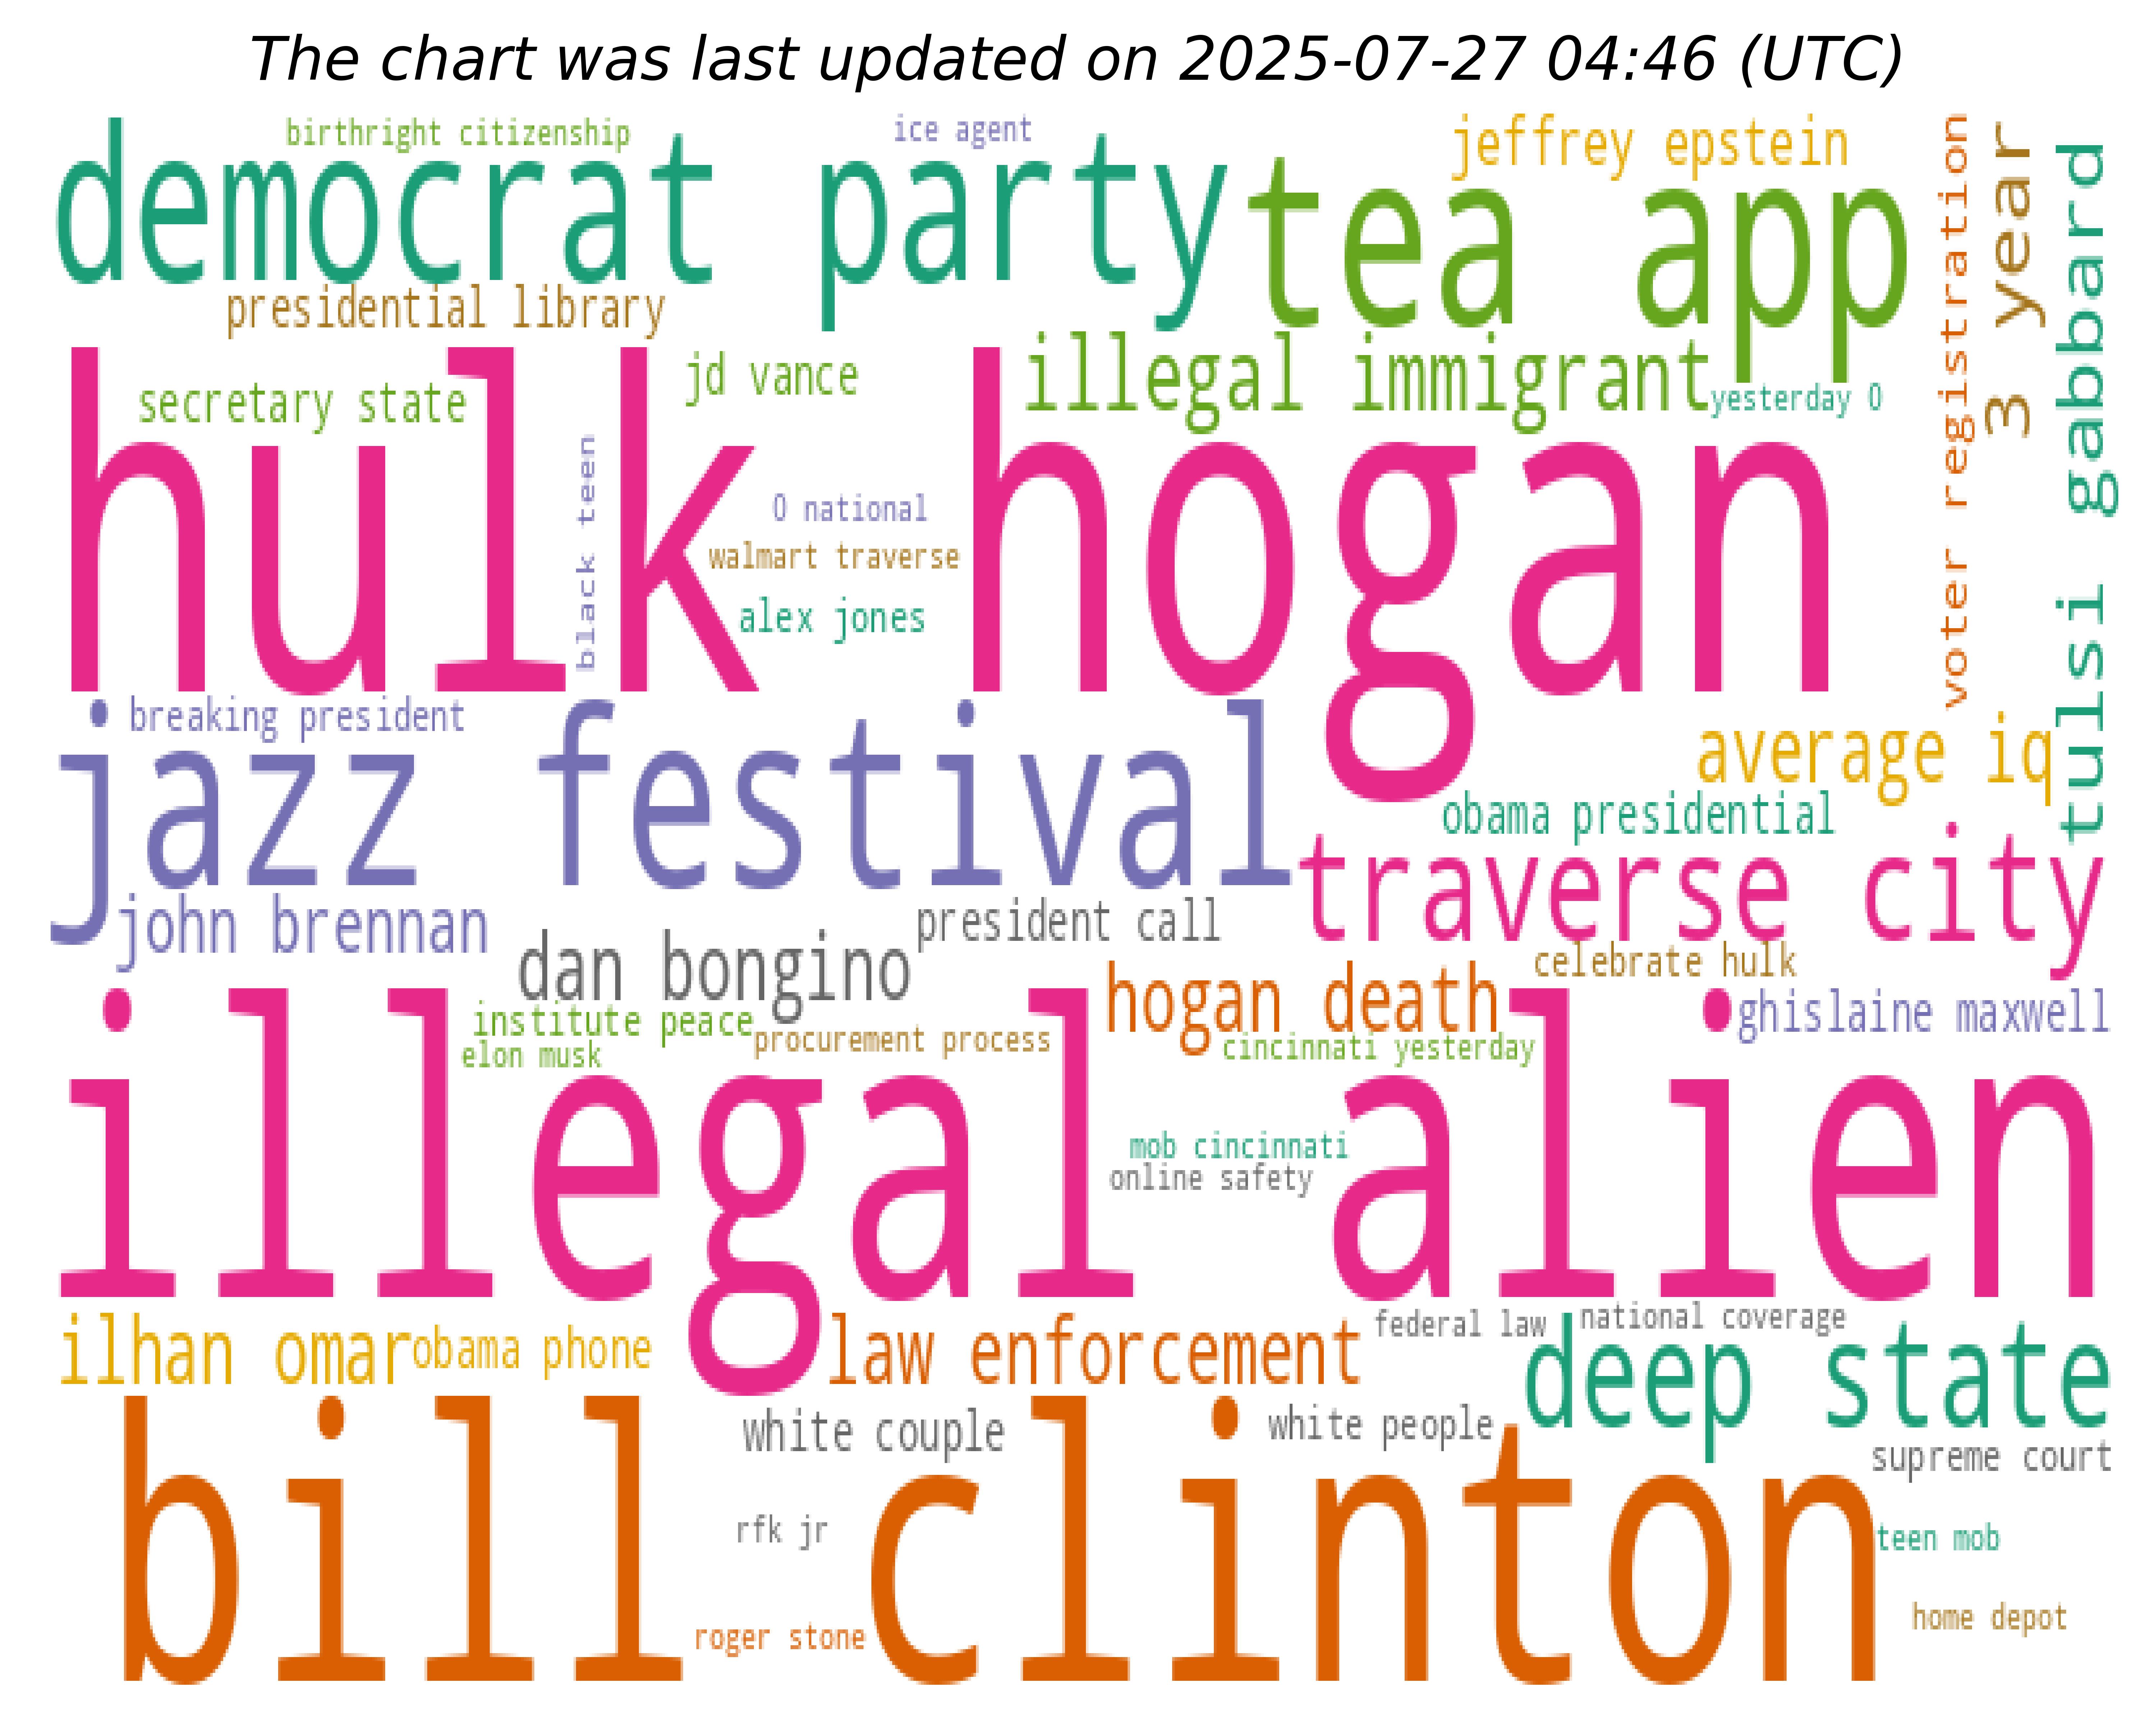 The chart was last updated on 2025-07-27 04:46 (UTC)
birthright citizenship
ice agent
jeffrey epstein
democrat party
tea app
voter registration
3 year
tulsi gabbard
presidential library
jd vance
illegal immigrant
yesterday 0
secretary state
hulk hogan
black teen
0 national
walmart traverse
alex jones
breaking president
jazz festival
average iq
obama presidential
traverse city
john brennan
president call
dan bongino
celebrate hulk
hogan death
ghislaine maxwell
institute peace
procurement process
elon musk
cincinnati yesterday
illegal alien
mob cincinnati
online safety
ilhan omar
obama phone
law enforcement
federal law
national coverage
deep state
white couple
white people
supreme court
bill clinton
rfk jr
teen mob
roger stone
home depot